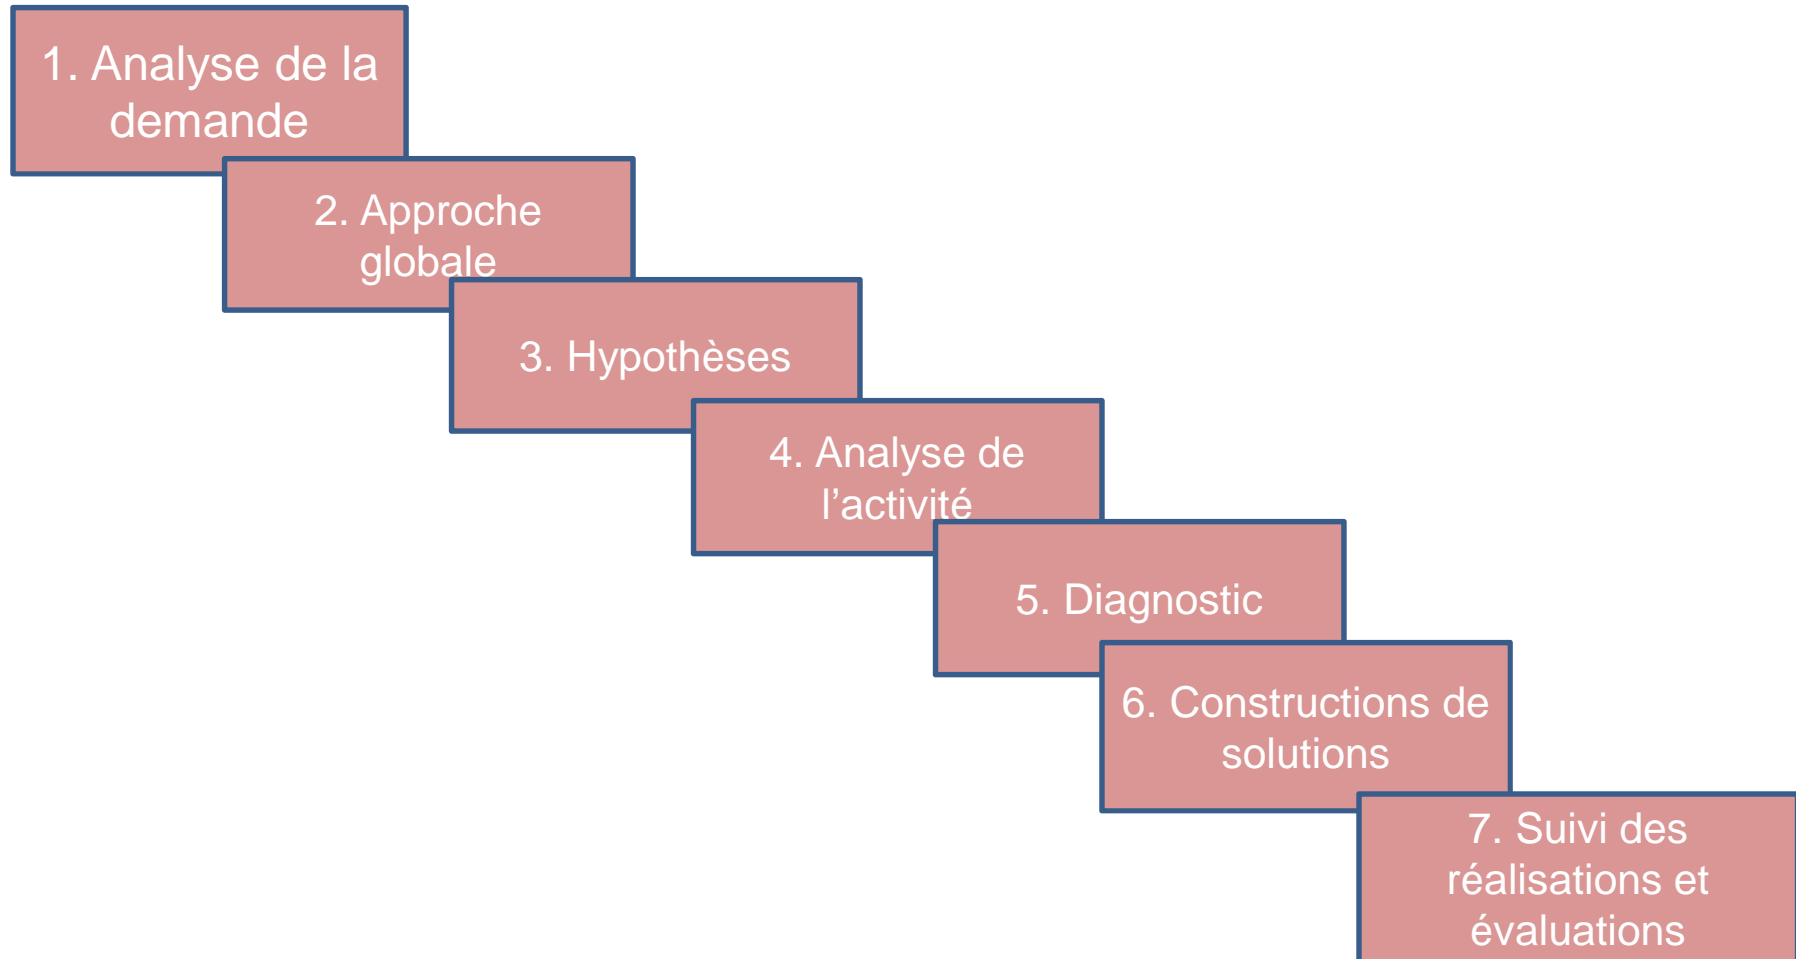 1. Analyse de la
demande
2. Approche
globale
3. Hypothèses
4. Analyse de
l’activité
5. Diagnostic
6. Constructions de
solutions
7. Suivi des
réalisations et
évaluations